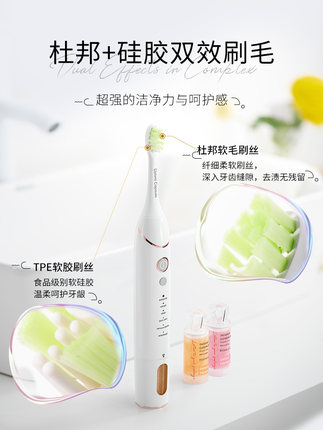 杜邦+硅胶双效刷毛
Dual Effects in Complex
超强的洁净力与呵护感
杜邦软毛刷丝
纤细柔软刷丝,
深入牙齿缝隙,去渍无残留
TPE软胶刷丝
食品级别软硅胶
温柔呵护牙龈